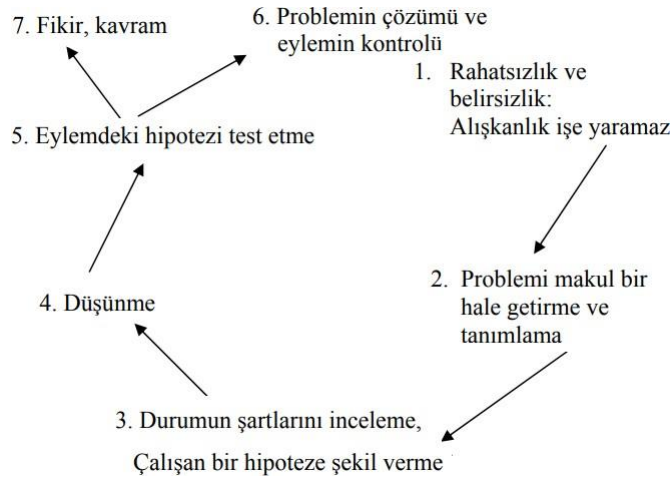 7. Fikir, kavram
6. Problemin çözümü ve
eylemin kontrolü
1. Rahatsızlık ve
belirsizlik:
Alışkanlık işe yaramaz
5. Eylemdeki hipotezi test etme
2. Problemi makul bir
hale getirme ve
tanımlama
4. Düşünme
3. Durumun şartlarını inceleme,
Çalışan bir hipoteze şekil verme